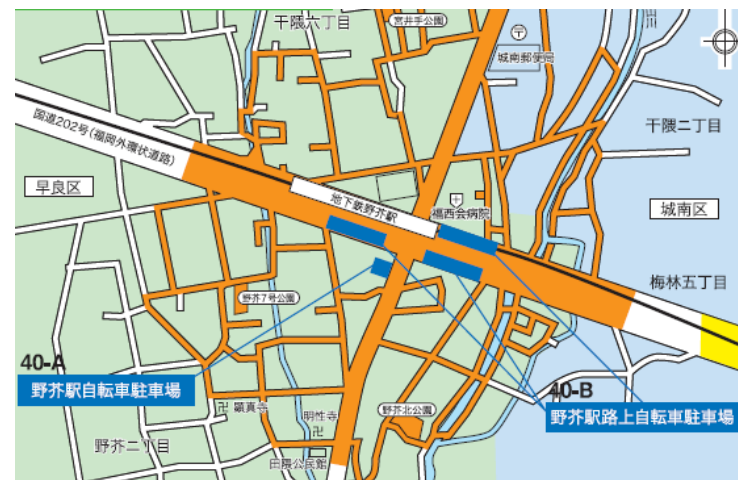 干隈六丁目
宮井手公園
〒
城南郵便局
干隈二丁目
国道202号(福岡外環状道路)
早良区
地下鉄野芥駅
福西会病院
城南区
梅林五丁目
野芥7号公園
40-A
野芥駅自転車駐車場
40-B
野芥駅路上自転車駐車場
卍 顕真寺
明性寺
卍
野芥北公園
野芥二丁目
田隈公民館